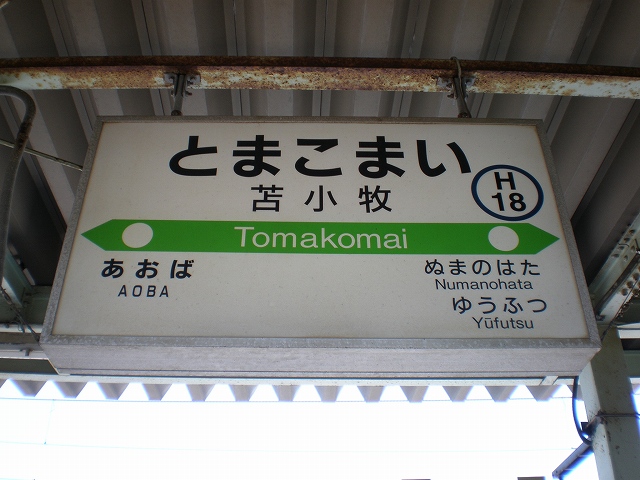 とまこまい
苫小牧
H
18
Tomakomai
あおば
AOBA
ぬまのはた
Numanohata
ゆうふつ
Yūfutsu